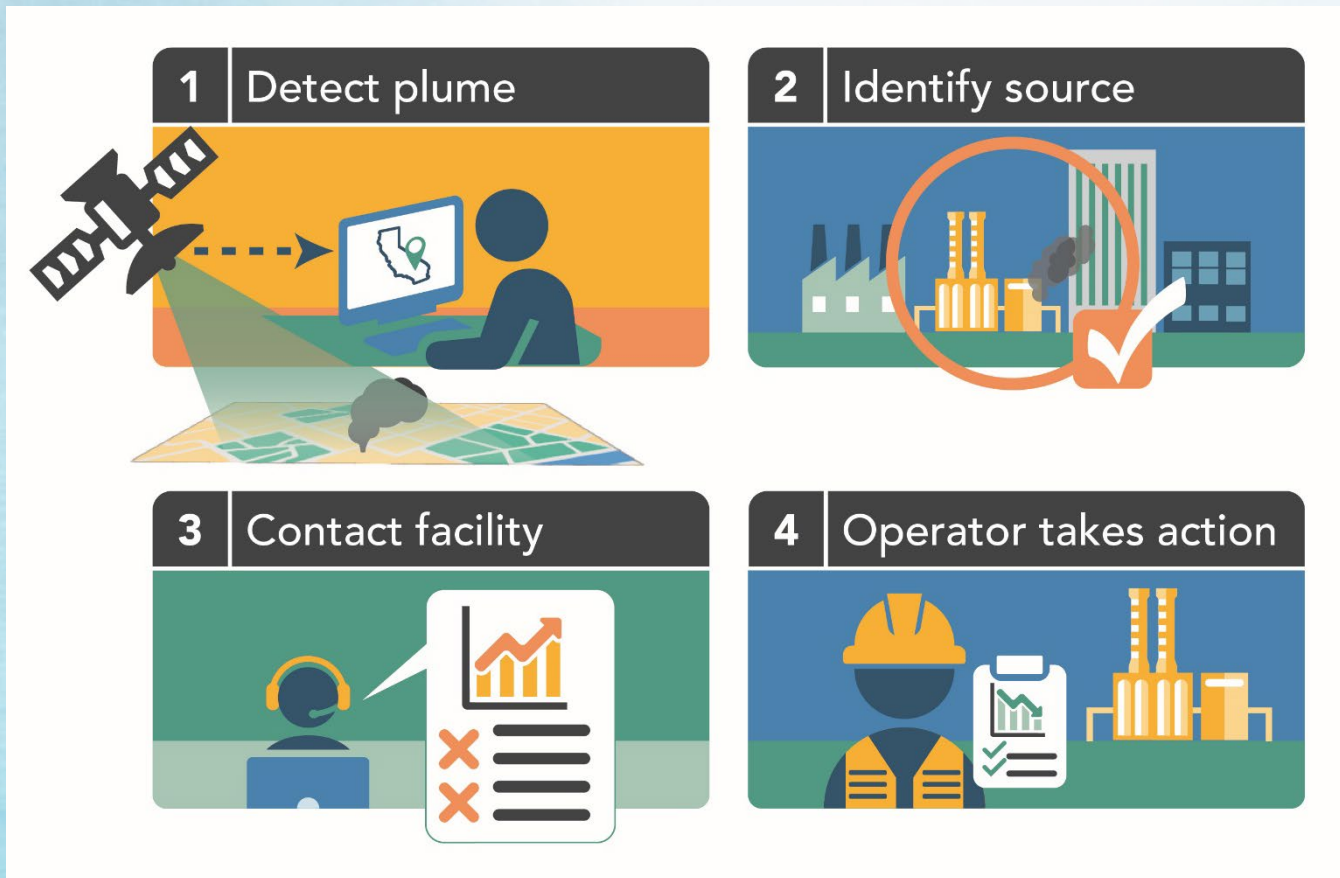 1 Detect plume
2 Identify source
3 Contact facility
4 Operator takes action